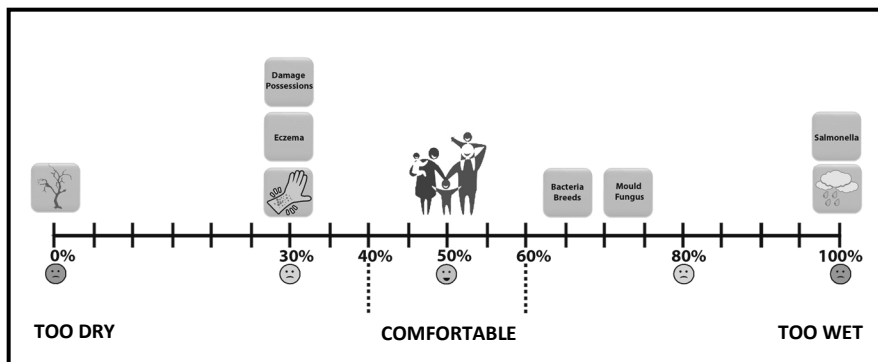 Damage
Possessions
Eczema
Salmonella
Bacteria
Breeds
Mould
Fungus
0% 30% 40% 50% 60% 80% 100%
TOO DRY COMFORTABLE TOO WET